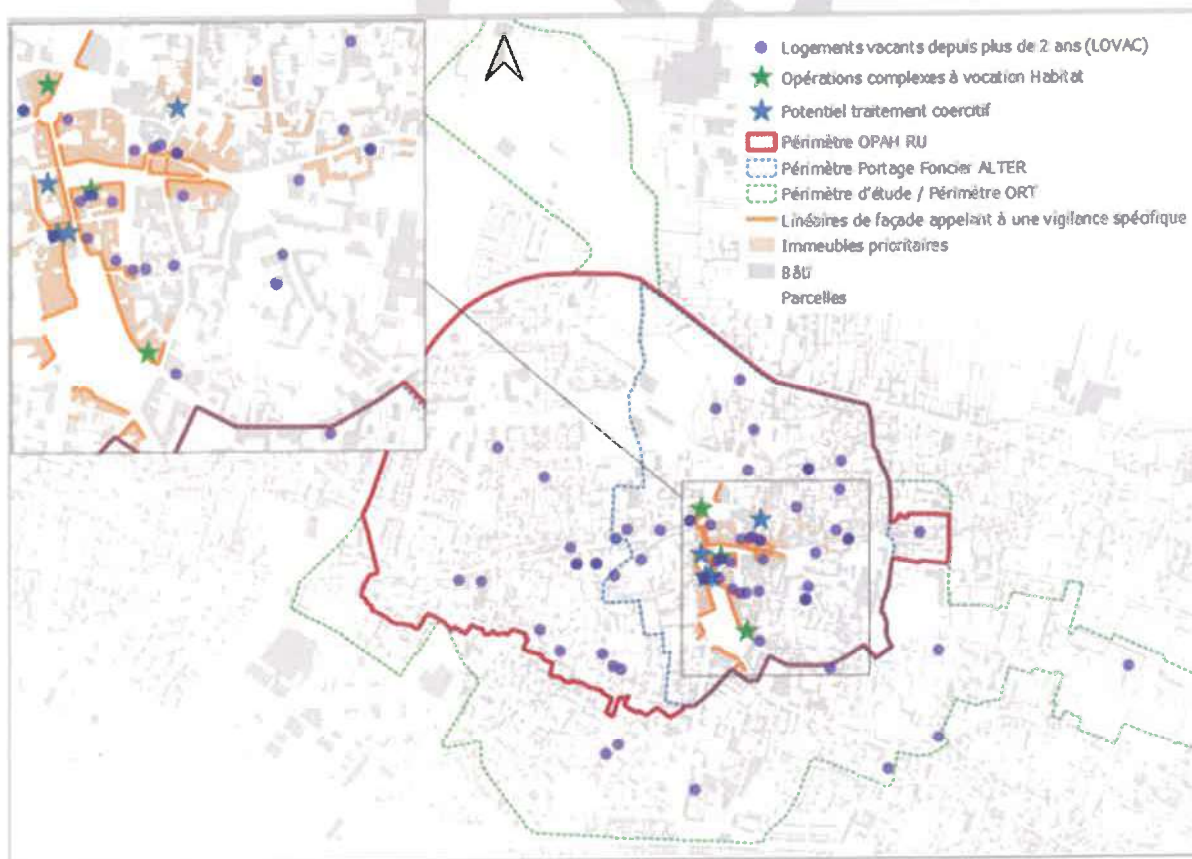 Logements vacants depuis plus de 2 ans (LOVAC)
Opérations complexes à vocation Habitat
Potentiel traitement coercitif
Périmètre OPAH RU
Périmètre Portage Foncier ALTER
Périmètre d'étude / Périmètre ORT
Linéaires de façade appelant à une vigilance spécifique
Immeubles prioritaires
Bâti
Parcelles